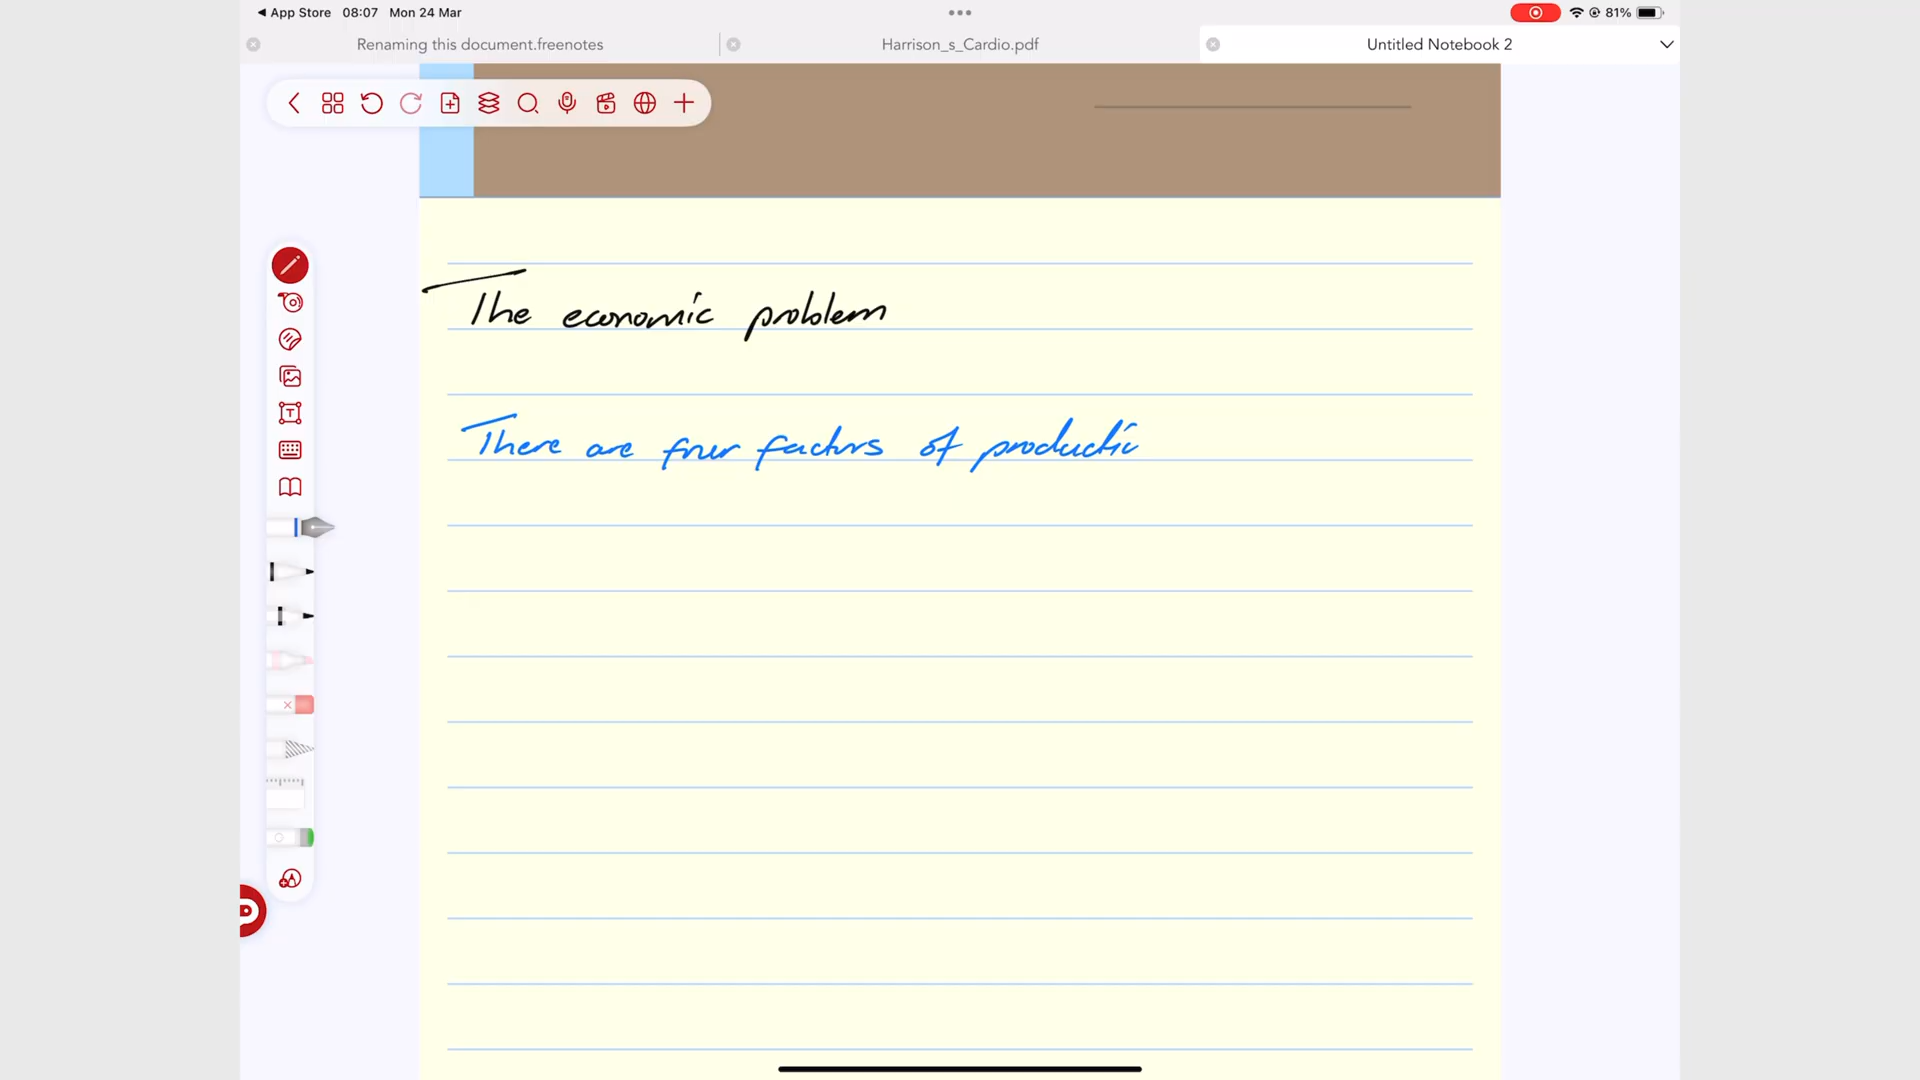 App Store 08:07 Mon 24 Mar 81%
Renaming this document.freenotes Harrison_s_Cardio.pdf Untitled Notebook 2
The economic problem
There are four factors of productio